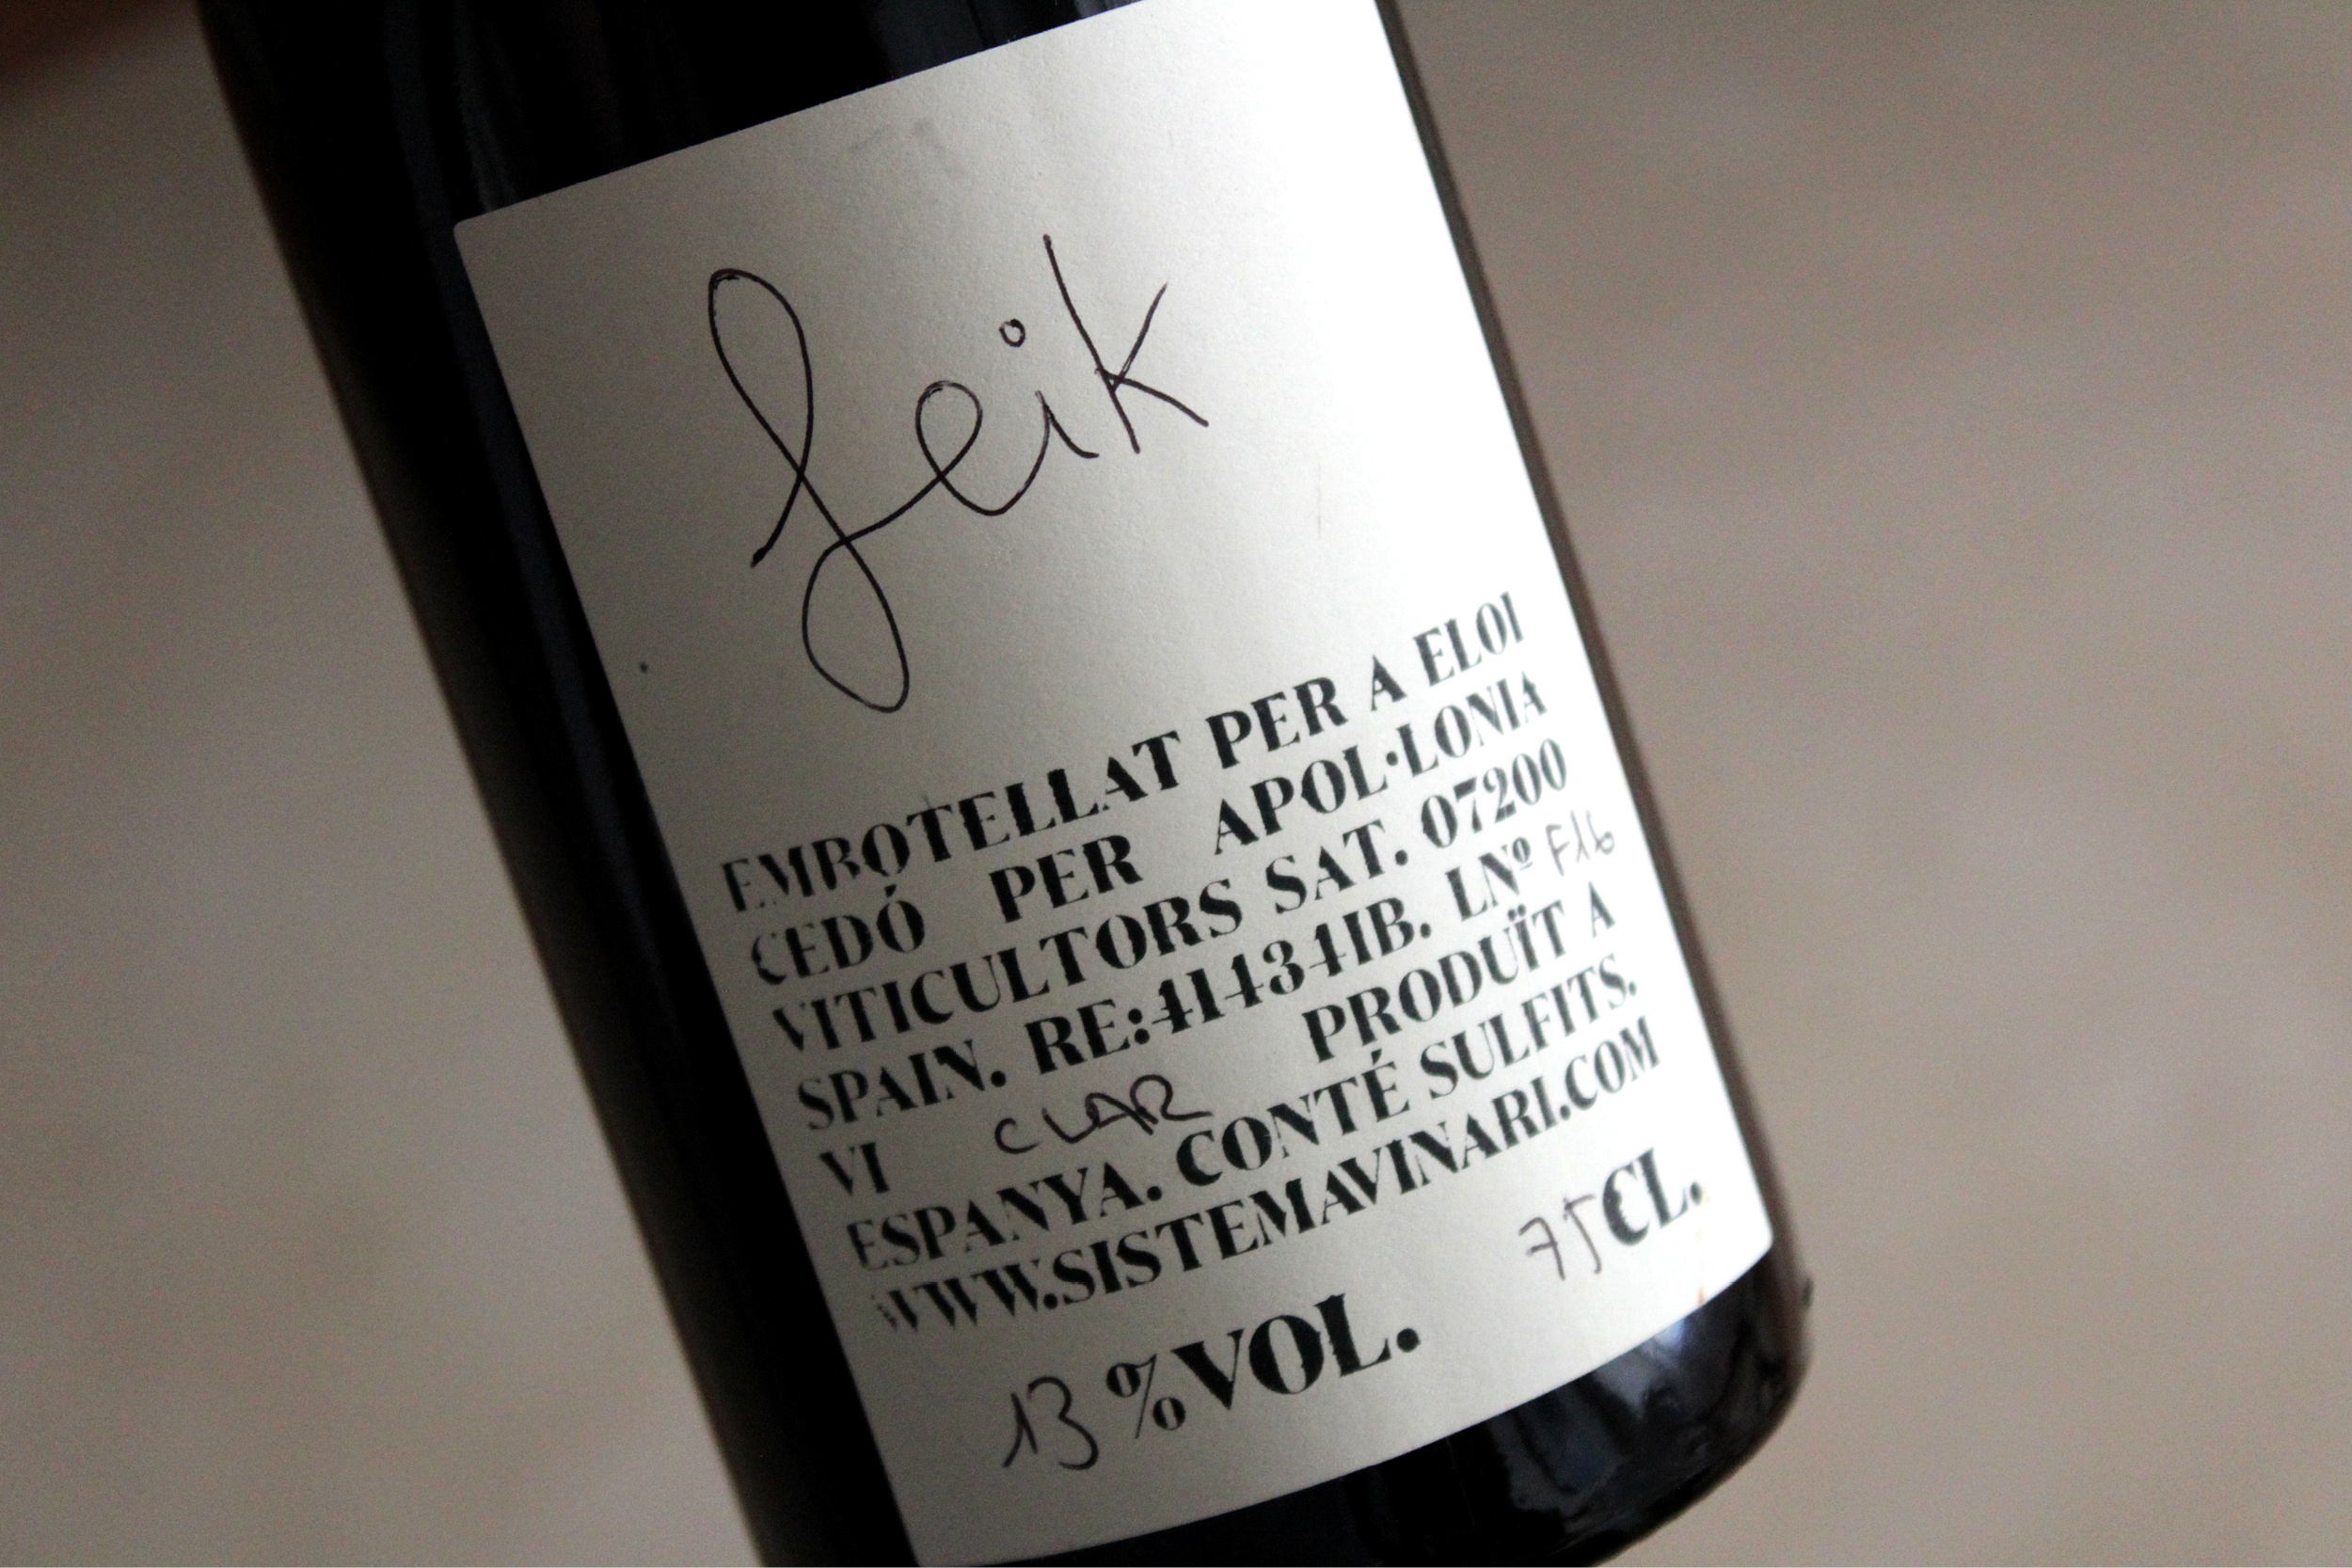 feik
EMBOTELLAT PER A ELOI
CEDÓ PER APOL·LONIA
VITICULTORS SAT. 07200
SPAIN. RE:41434IB. LNº F16
VI CLAR PRODUÏT A
ESPANYA. CONTÉ SULFITS.
WWW.SISTEMAVINARI.COM
13 %VOL. 75CL.